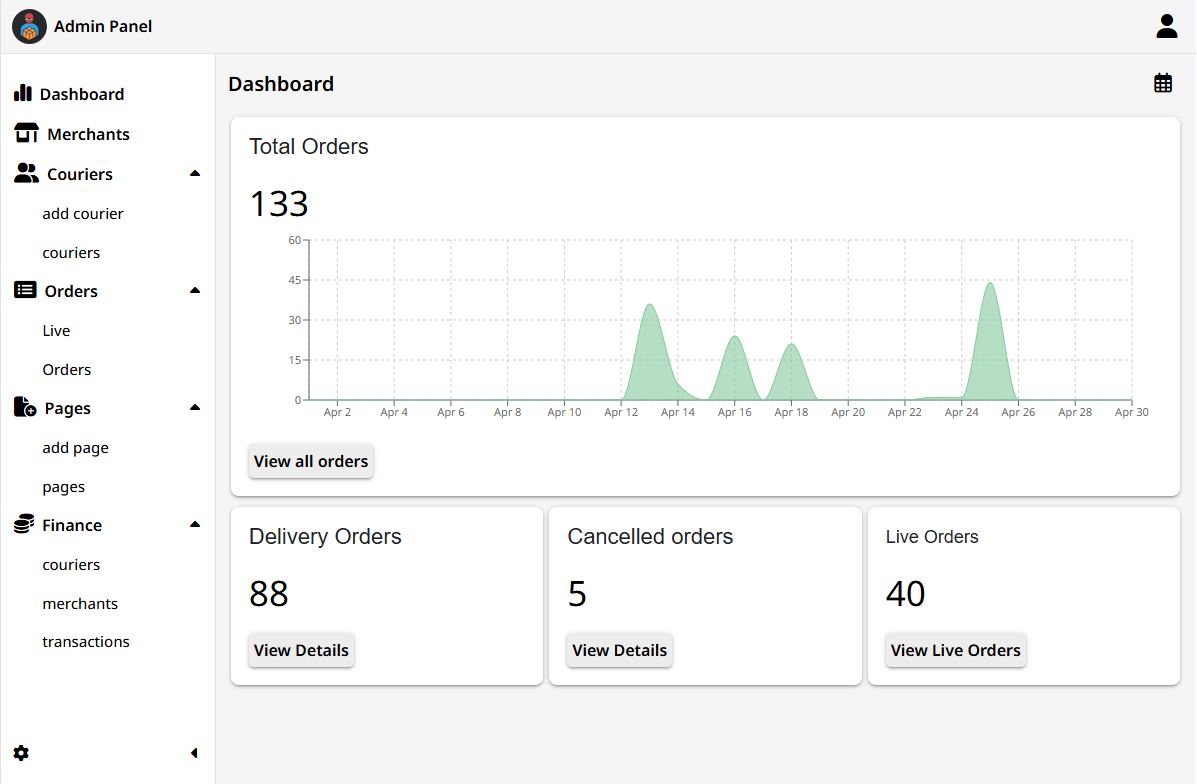 Admin Panel
Dashboard
Merchants
Couriers
add courier
couriers
Orders
Live
Orders
Pages
add page
pages
Finance
couriers
merchants
transactions
Dashboard
Total Orders
133
60
45
30
15
0
Apr 2 Apr 4 Apr 6 Apr 8 Apr 10 Apr 12 Apr 14 Apr 16 Apr 18 Apr 20 Apr 22 Apr 24 Apr 26 Apr 28 Apr 30
View all orders
Delivery Orders
88
View Details
Cancelled orders
5
View Details
Live Orders
40
View Live Orders